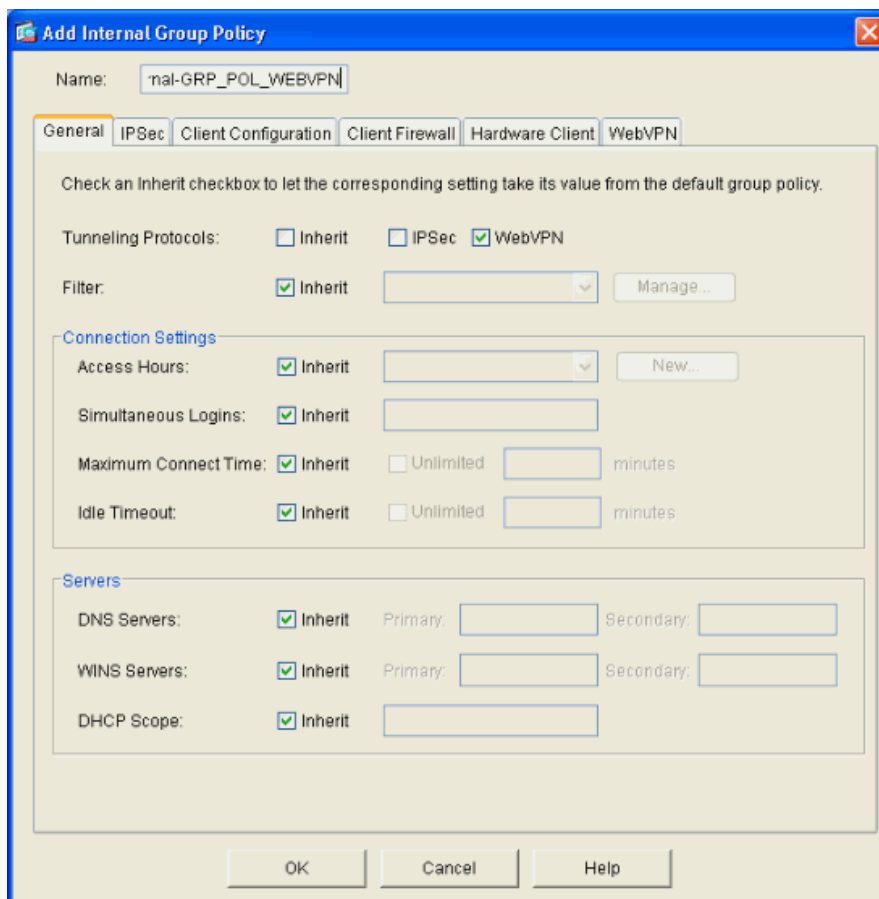 Add Internal Group Policy
Name: nal-GRP_POL_WEBVPN
General IPSec Client Configuration Client Firewall Hardware Client WebVPN
Check an Inherit checkbox to let the corresponding setting take its value from the default group policy.
Tunneling Protocols: Inherit IPSec WebVPN
Filter: Inherit Manage...
Connection Settings
Access Hours: Inherit New...
Simultaneous Logins: Inherit
Maximum Connect Time: Inherit Unlimited minutes
Idle Timeout: Inherit Unlimited minutes
Servers
DNS Servers: Inherit Primary: Secondary:
WINS Servers: Inherit Primary: Secondary:
DHCP Scope: Inherit
OK Cancel Help